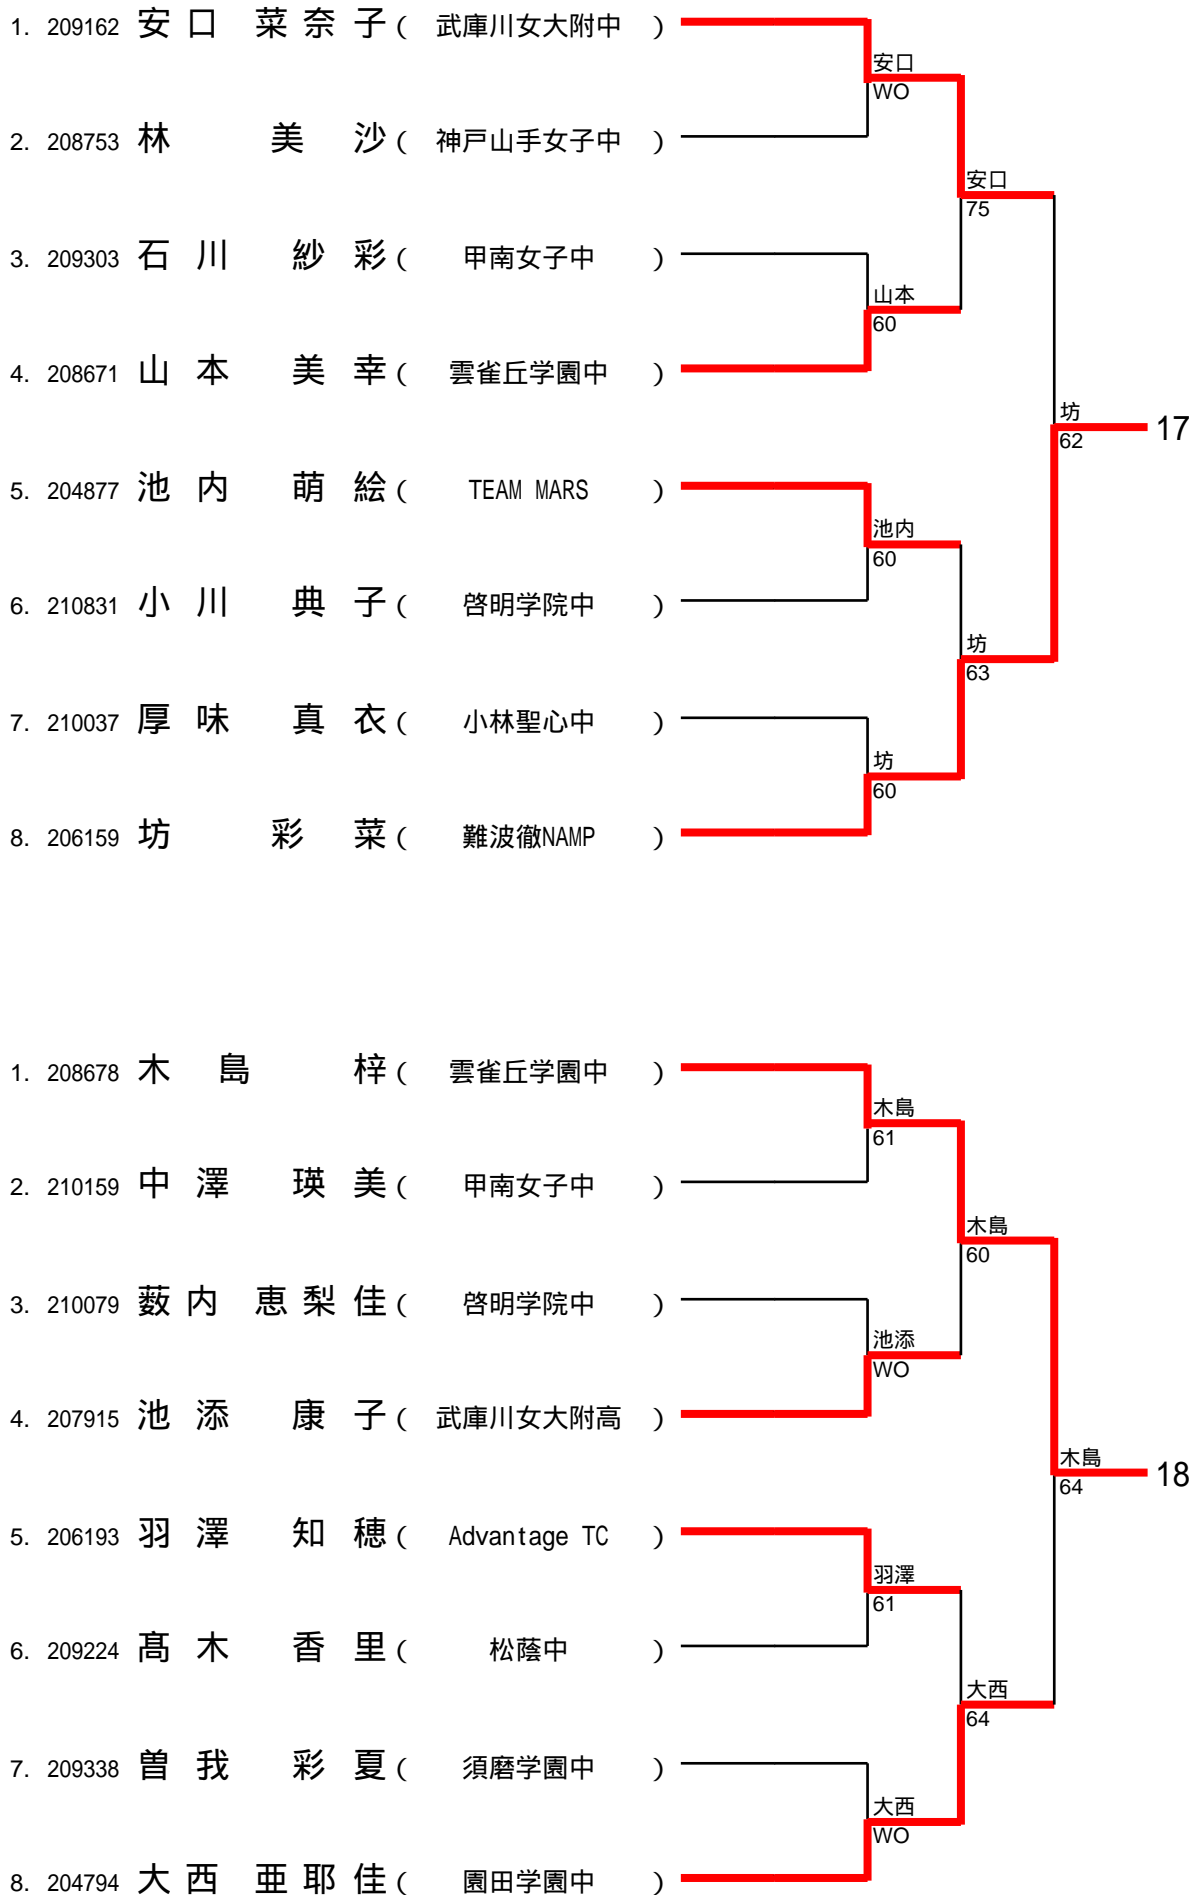 1. 209162 安口 菜奈子 ( 武庫川女大附中 )
安口
WO
2. 208753 林 美沙 ( 神戸山手女子中 )
安口
75
3. 209303 石川 紗彩 ( 甲南女子中 )
山本
60
4. 208671 山本 美幸 ( 雲雀丘学園中 )
坊
62
17
5. 204877 池内 萌絵 ( TEAM MARS )
池内
60
6. 210831 小川 典子 ( 啓明学院中 )
坊
63
7. 210037 厚味 真衣 ( 小林聖心中 )
坊
60
8. 206159 坊 彩菜 ( 難波徹NAMP )
1. 208678 木島 梓 ( 雲雀丘学園中 )
木島
61
2. 210159 中澤 瑛美 ( 甲南女子中 )
木島
60
3. 210079 薮内 恵梨佳 ( 啓明学院中 )
池添
WO
4. 207915 池添 康子 ( 武庫川女大附高 )
木島
64
18
5. 206193 羽澤 知穂 ( Advantage TC )
羽澤
61
6. 209224 髙木 香里 ( 松蔭中 )
大西
64
7. 209338 曽我 彩夏 ( 須磨学園中 )
大西
WO
8. 204794 大西 亜耶佳 ( 園田学園中 )